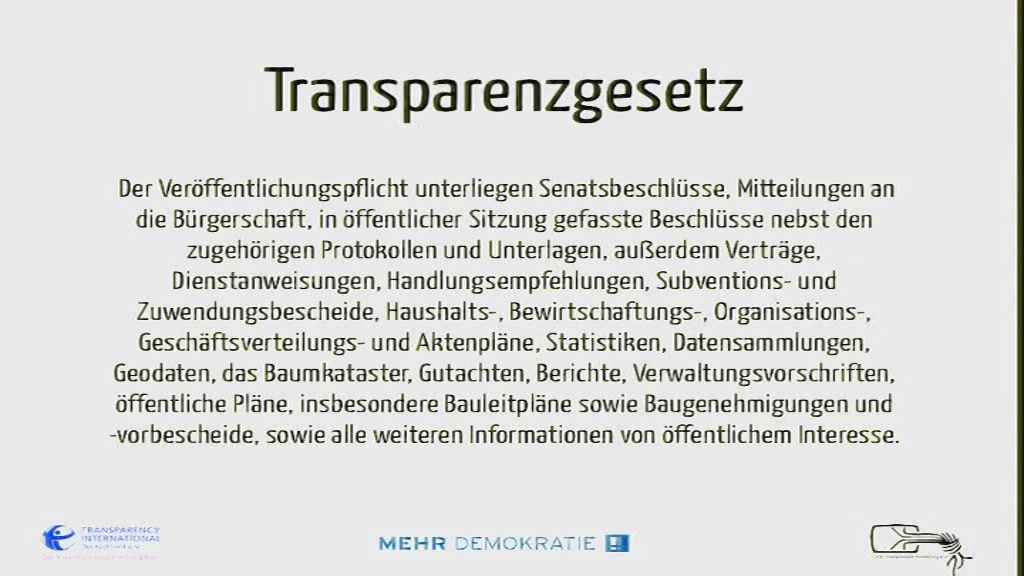 Transparenzgesetz
Der Veröffentlichungspflicht unterliegen Senatsbeschlüsse, Mitteilungen an
die Bürgerschaft, in öffentlicher Sitzung gefasste Beschlüsse nebst den
zugehörigen Protokollen und Unterlagen, außerdem Verträge,
Dienstanweisungen, Handlungsempfehlungen, Subventions- und
Zuwendungsbescheide, Haushalts-, Bewirtschaftungs-, Organisations-,
Geschäftsverteilungs- und Aktenpläne, Statistiken, Datensammlungen,
Geodaten, das Baumkataster, Gutachten, Berichte, Verwaltungsvorschriften,
öffentliche Pläne, insbesondere Bauleitpläne sowie Baugenehmigungen und
-vorbescheide, sowie alle weiteren Informationen von öffentlichem Interesse.
TRANSPARENCY
INTERNATIONAL
MEHR DEMOKRATIE